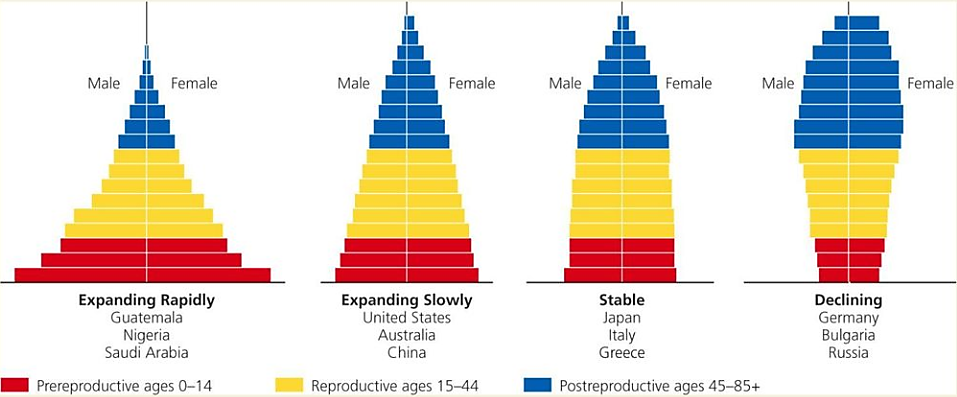 Male Female
Male Female
Male Female
Male Female
Expanding Rapidly
Guatemala
Nigeria
Saudi Arabia
Expanding Slowly
United States
Australia
China
Stable
Japan
Italy
Greece
Declining
Germany
Bulgaria
Russia
Prereproductive ages 0–14
Reproductive ages 15–44
Postreproductive ages 45–85+